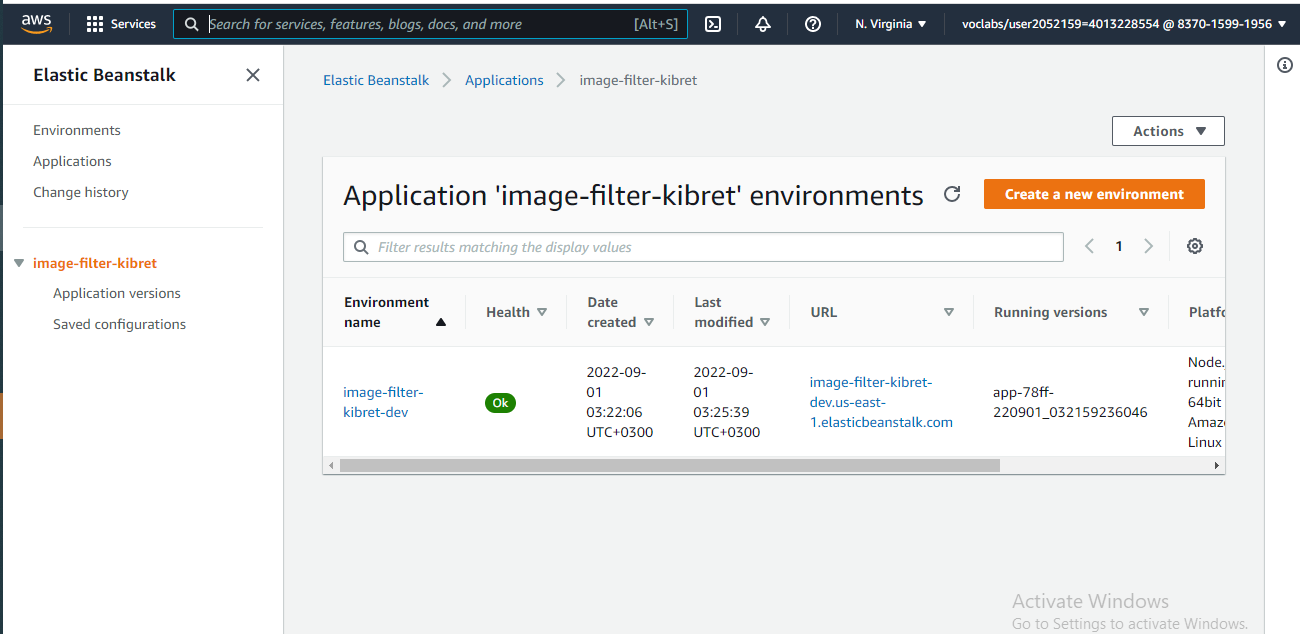 aws
Services
Search for services, features, blogs, docs, and more
[Alt+S]
N. Virginia
voclabs/user2052159=4013228554 @ 8370-1599-1956
Elastic Beanstalk
Environments
Applications
Change history
image-filter-kibret
Application versions
Saved configurations
Elastic Beanstalk
Applications
image-filter-kibret
Actions
Application 'image-filter-kibret' environments
Create a new environment
Filter results matching the display values
1
Environment
name
Health
Date
created
Last
modified
URL
Running versions
Platfo
image-filter-
kibret-dev
Ok
2022-09-
01
03:22:06
UTC+0300
2022-09-
01
03:25:39
UTC+0300
image-filter-kibret-
dev.us-east-
1.elasticbeanstalk.com
app-78ff-
220901_032159236046
Node.
runnin
64bit
Amazo
Linux
Activate Windows
Go to Settings to activate Windows.